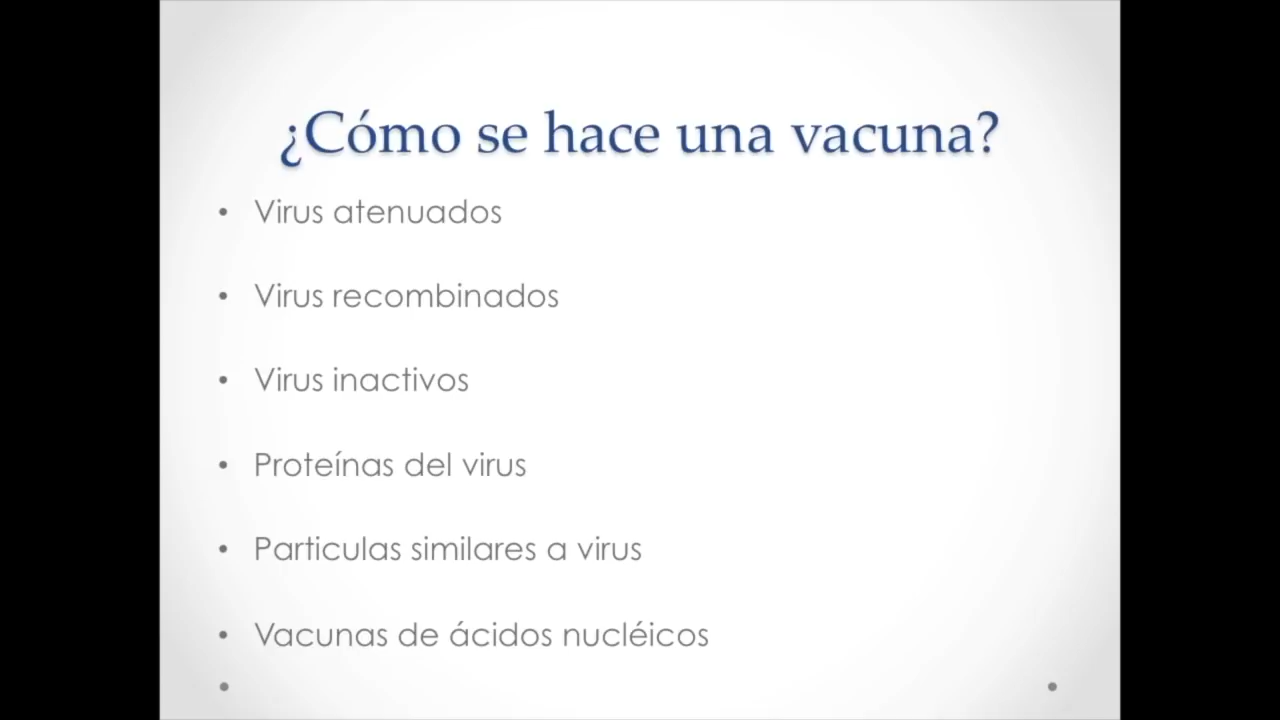 ¿Cómo se hace una vacuna?
• Virus atenuados
• Virus recombinados
• Virus inactivos
• Proteínas del virus
• Particulas similares a virus
• Vacunas de ácidos nucléicos